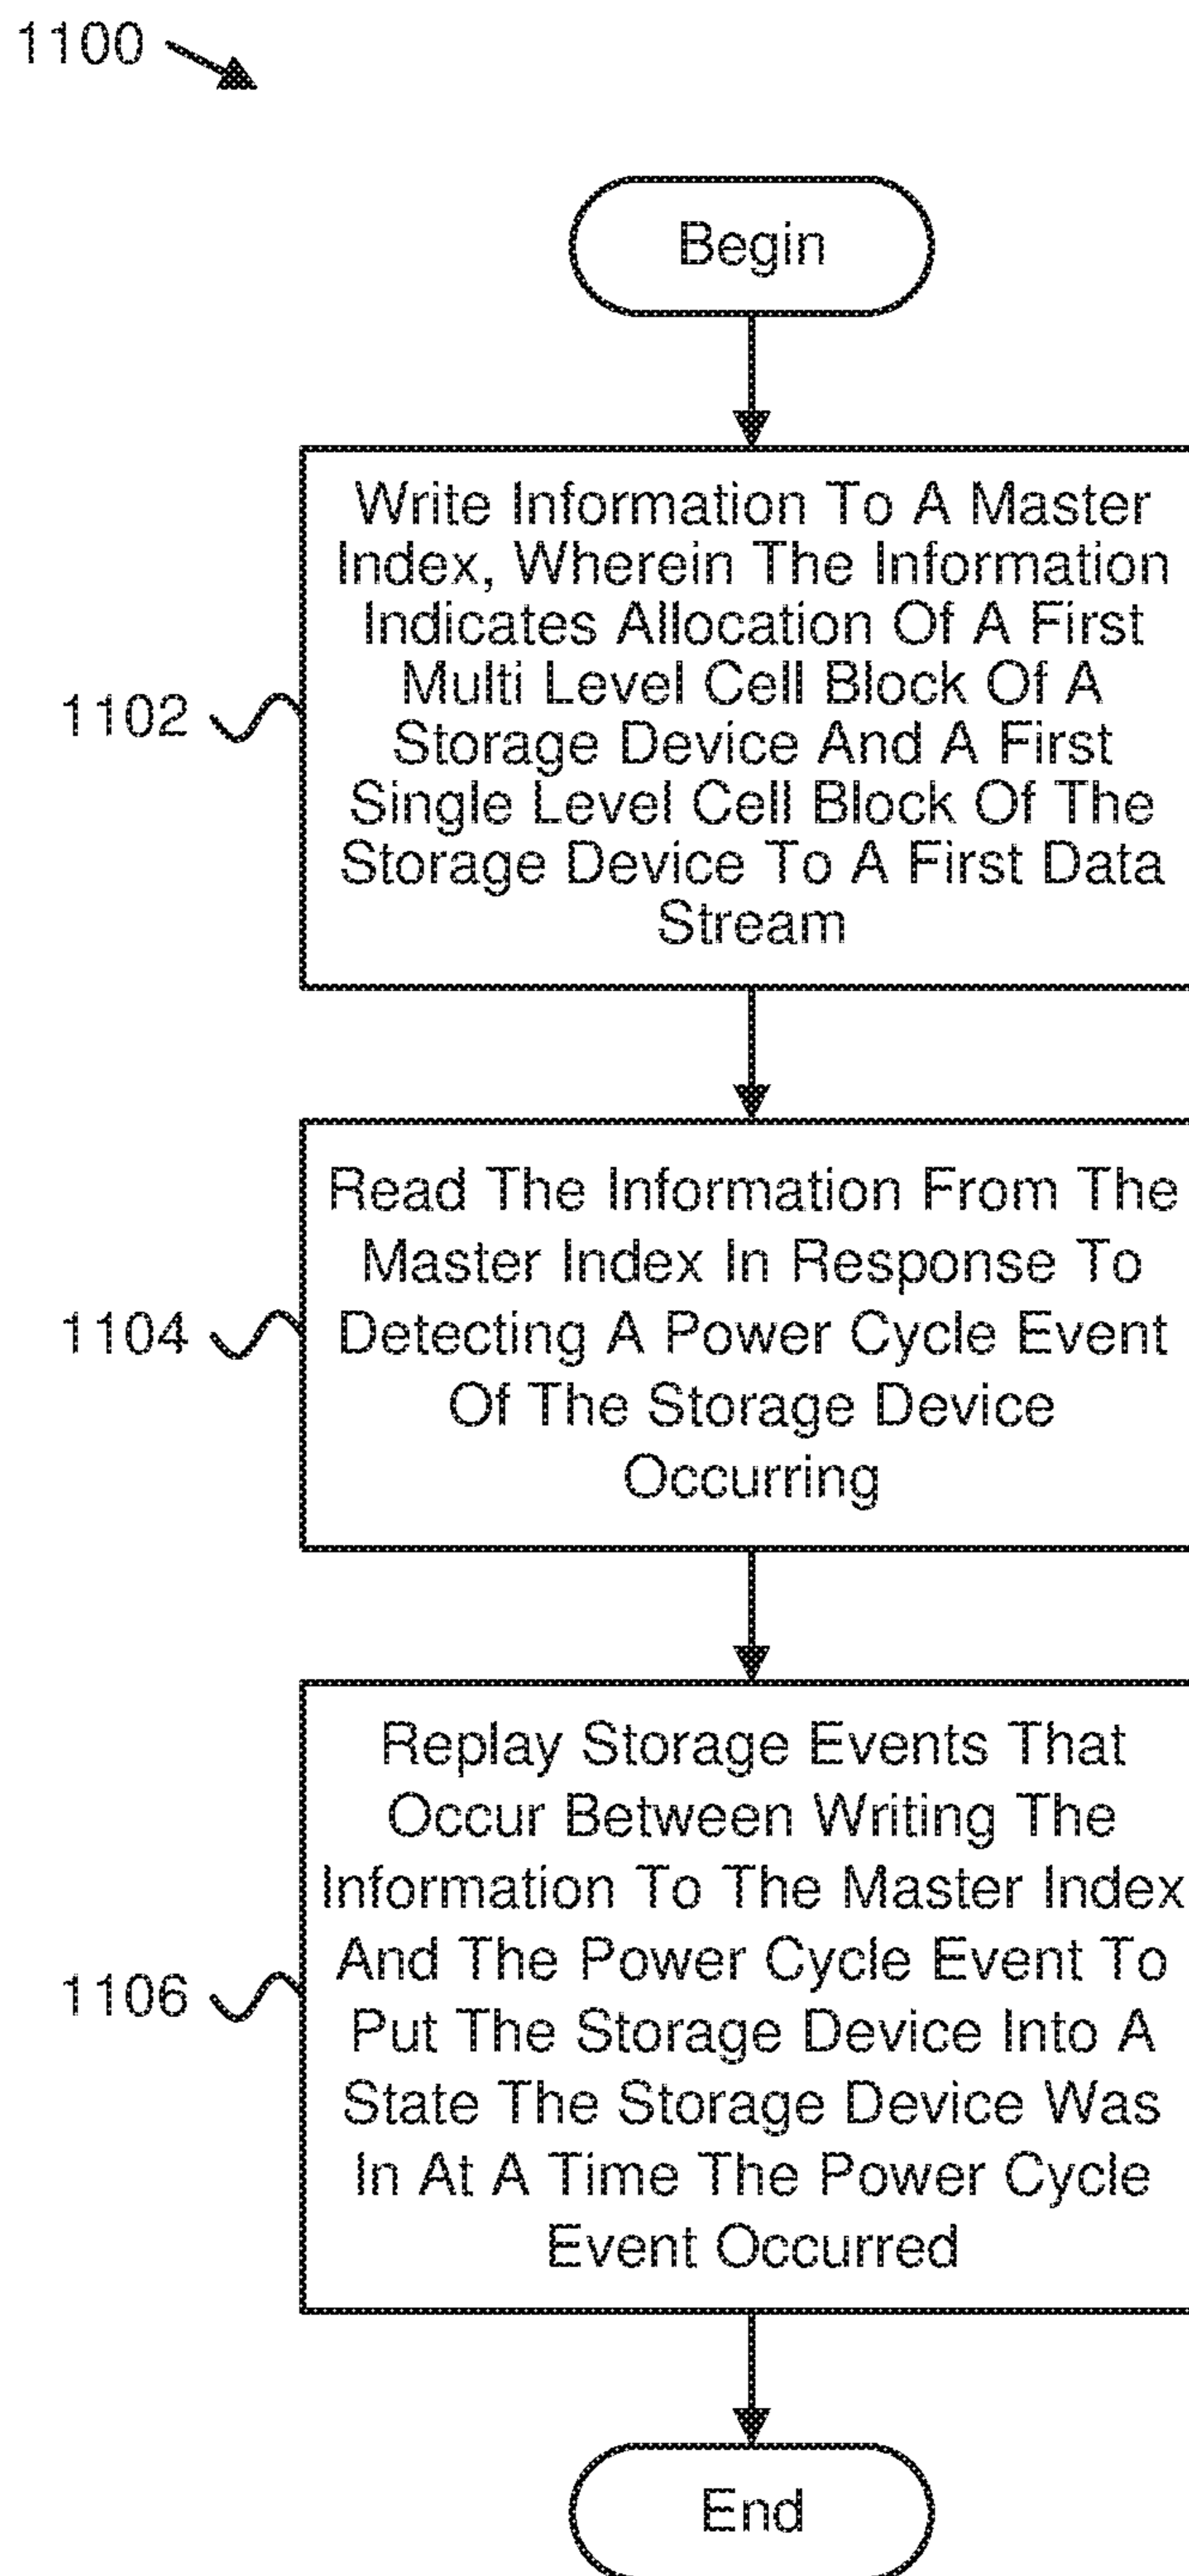 1100
Begin
Write Information To A Master
Index, Wherein The Information
Indicates Allocation Of A First
Multi Level Cell Block Of A
Storage Device And A First
Single Level Cell Block Of The
Storage Device To A First Data
Stream
1102
Read The Information From The
Master Index In Response To
Detecting A Power Cycle Event
Of The Storage Device
Occurring
1104
Replay Storage Events That
Occur Between Writing The
Information To The Master Index
And The Power Cycle Event To
Put The Storage Device Into A
State The Storage Device Was
In At A Time The Power Cycle
Event Occurred
1106
End